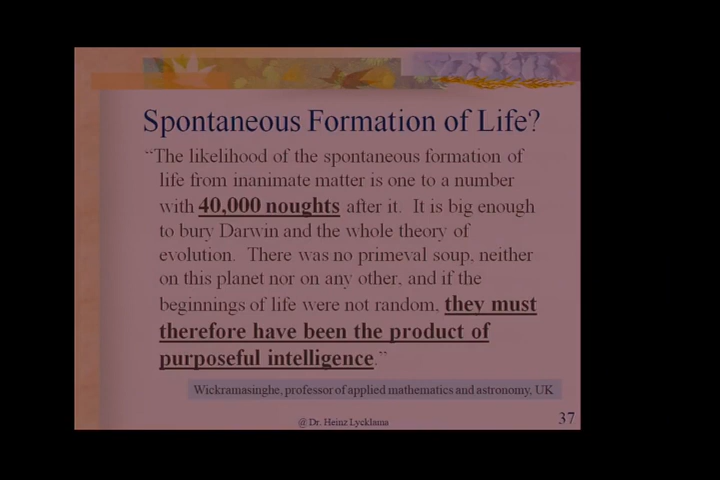 Spontaneous Formation of Life?
“The likelihood of the spontaneous formation of
life from inanimate matter is one to a number
with 40,000 noughts after it. It is big enough
to bury Darwin and the whole theory of
evolution. There was no primeval soup, neither
on this planet nor on any other, and if the
beginnings of life were not random, they must
therefore have been the product of
purposeful intelligence.”
Wickramasinghe, professor of applied mathematics and astronomy, UK
@ Dr. Heinz Lycklama
37